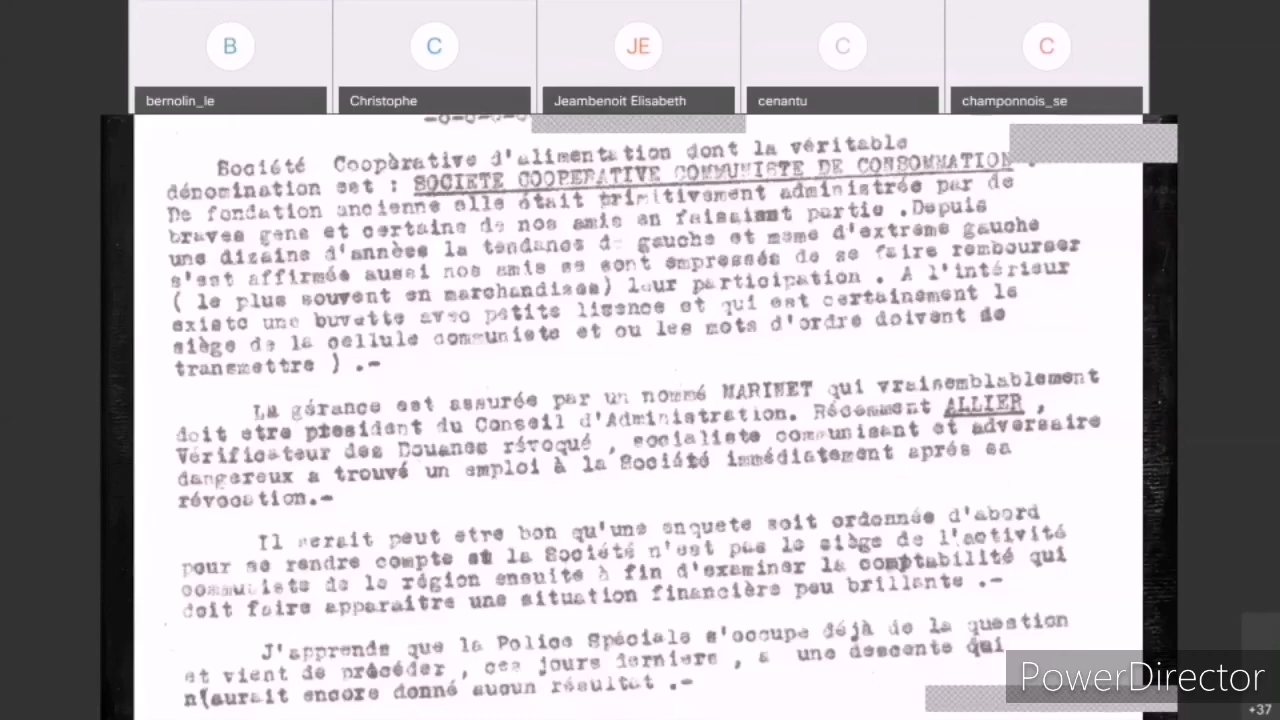 B
C
JE
C
C
bernolin_le
Christophe
Jeambenoit Elisabeth
cenantu
champonnois_se
-o-o-o-o
Société Coopèrative d'alimentation dont la véritable
dénomination est : SOCIETE COOPERATIVE COMMUNISTE DE CONSOMMATION .
De fondation ancienne elle était primitivement administrée par de
braves gens et certains de nos amis en faisaient partie .Depuis
une dizaine d'années la tendance de gauche et meme d'extrème gauche
s'est affirmée aussi nos amis se sont empressés de se faire rembourser
( le plus souvent en marchandises) leur participation . A l'intérieur
existe une buvette avec petite licence et qui est certainement le
siège de la cellule communiste et ou les mots d'ordre doivent se
transmettre ) .-
La gérance est assurée par un nommé MARINET qui vraisemblablement
doit etre président du Conseil d'Administration. Récemment ALLIER ,
Vérificateur des Douanes révoqué , socialiste communisant et adversaire
dangereux a trouvé un emploi à la Société immédiatement aprés sa
révocation.-
Il serait peut etre bon qu'une enquete soit ordonnée d'abord
pour se rendre compte si la Société n'est pas le siège de l'activité
communiste de la région ensuite à fin d'examiner la comptabilité qui
doit faire apparaitre une situation financière peu brillante .-
J'apprends que la Police Spéciale s'occupe déjà de la question
et vient de procéder , ces jours derniers , à une descente qui
n(aurait encore donné aucun résultat .-
PowerDirector
+37